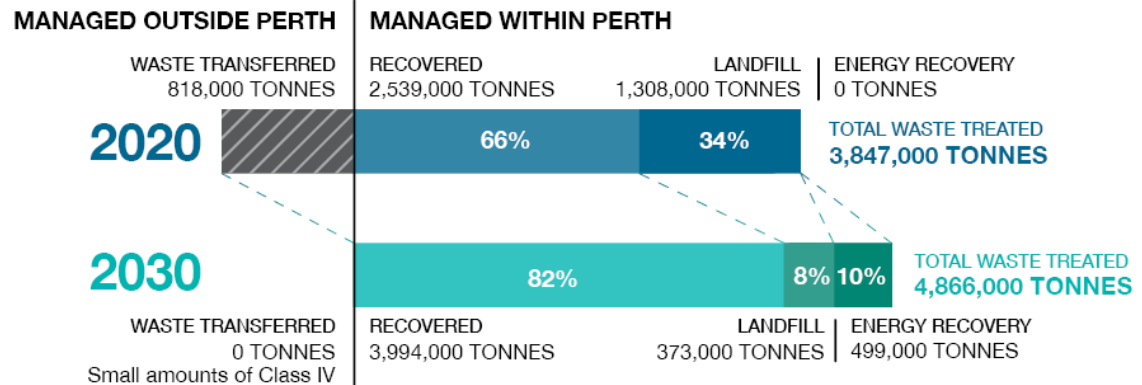 MANAGED OUTSIDE PERTH
MANAGED WITHIN PERTH
WASTE TRANSFERRED
818,000 TONNES
RECOVERED
2,539,000 TONNES
LANDFILL
1,308,000 TONNES
ENERGY RECOVERY
0 TONNES
2020
66%
34%
TOTAL WASTE TREATED
3,847,000 TONNES
2030
82%
8%
10%
TOTAL WASTE TREATED
4,866,000 TONNES
WASTE TRANSFERRED
0 TONNES
Small amounts of Class IV
RECOVERED
3,994,000 TONNES
LANDFILL
373,000 TONNES
ENERGY RECOVERY
499,000 TONNES